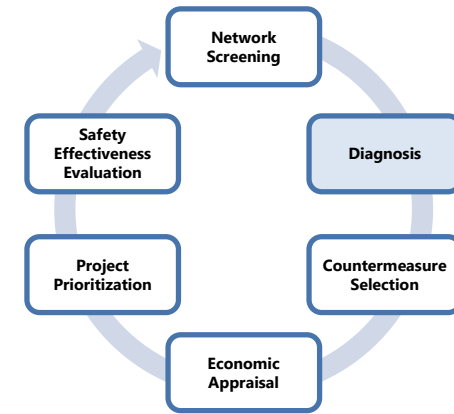 Network
Screening
Diagnosis
Countermeasure
Selection
Economic
Appraisal
Project
Prioritization
Safety
Effectiveness
Evaluation